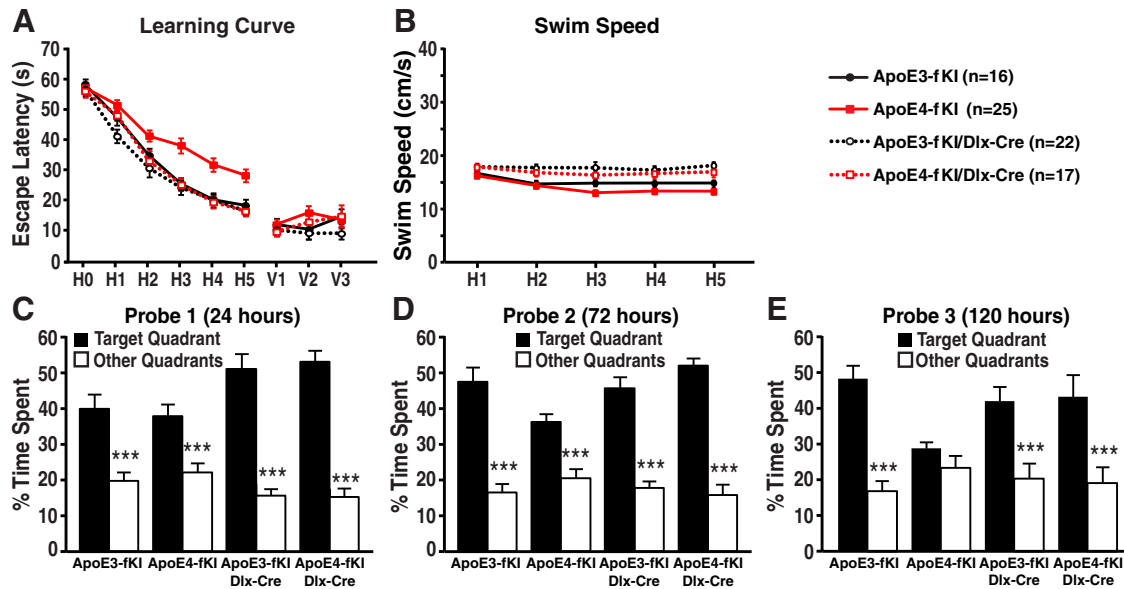 A
Learning Curve
Escape Latency (s)
70
60
50
40
30
20
10
0
H0 H1 H2 H3 H4 H5 V1 V2 V3
B
Swim Speed
Swim Speed (cm/s)
40
30
20
10
0
H1 H2 H3 H4 H5
ApoE3-fKI (n=16)
ApoE4-fKI (n=25)
ApoE3-fKI/Dlx-Cre (n=22)
ApoE4-fKI/Dlx-Cre (n=17)
C
Probe 1 (24 hours)
Target Quadrant
Other Quadrants
% Time Spent
60
50
40
30
20
10
0
*** *** *** ***
ApoE3-fKI ApoE4-fKI ApoE3-fKI ApoE4-fKI
Dlx-Cre Dlx-Cre
D
Probe 2 (72 hours)
Target Quadrant
Other Quadrants
% Time Spent
60
50
40
30
20
10
0
*** *** *** ***
ApoE3-fKI ApoE4-fKI ApoE3-fKI ApoE4-fKI
Dlx-Cre Dlx-Cre
E
Probe 3 (120 hours)
Target Quadrant
Other Quadrants
% Time Spent
60
50
40
30
20
10
0
*** *** ***
ApoE3-fKI ApoE4-fKI ApoE3-fKI ApoE4-fKI
Dlx-Cre Dlx-Cre